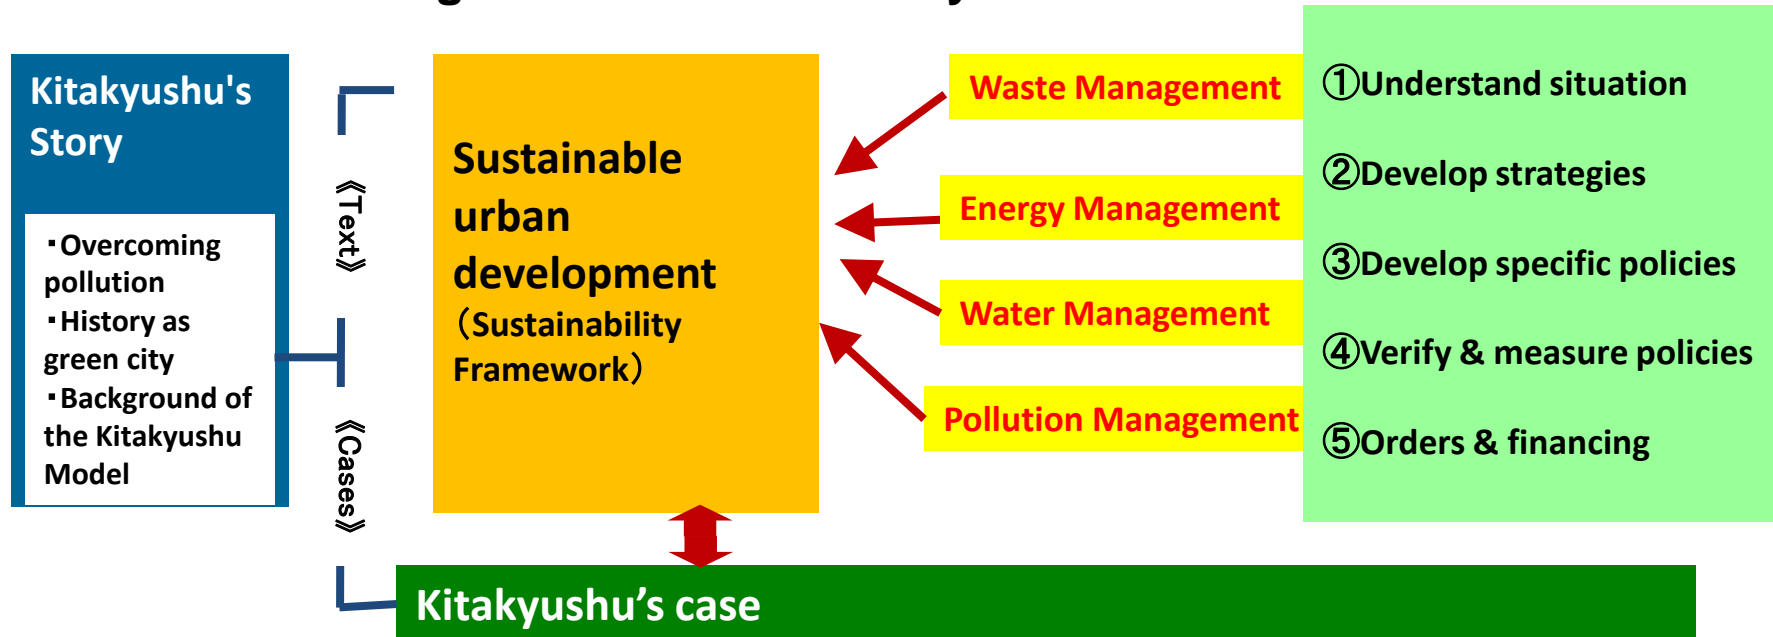 Kitakyushu's
Story
・Overcoming
pollution
・History as
green city
・Background of
the Kitakyushu
Model
《Text》
《Cases》
Sustainable
urban
development
（Sustainability
Framework）
Waste Management
Energy Management
Water Management
Pollution Management
①Understand situation
②Develop strategies
③Develop specific policies
④Verify & measure policies
⑤Orders & financing
Kitakyushu’s case